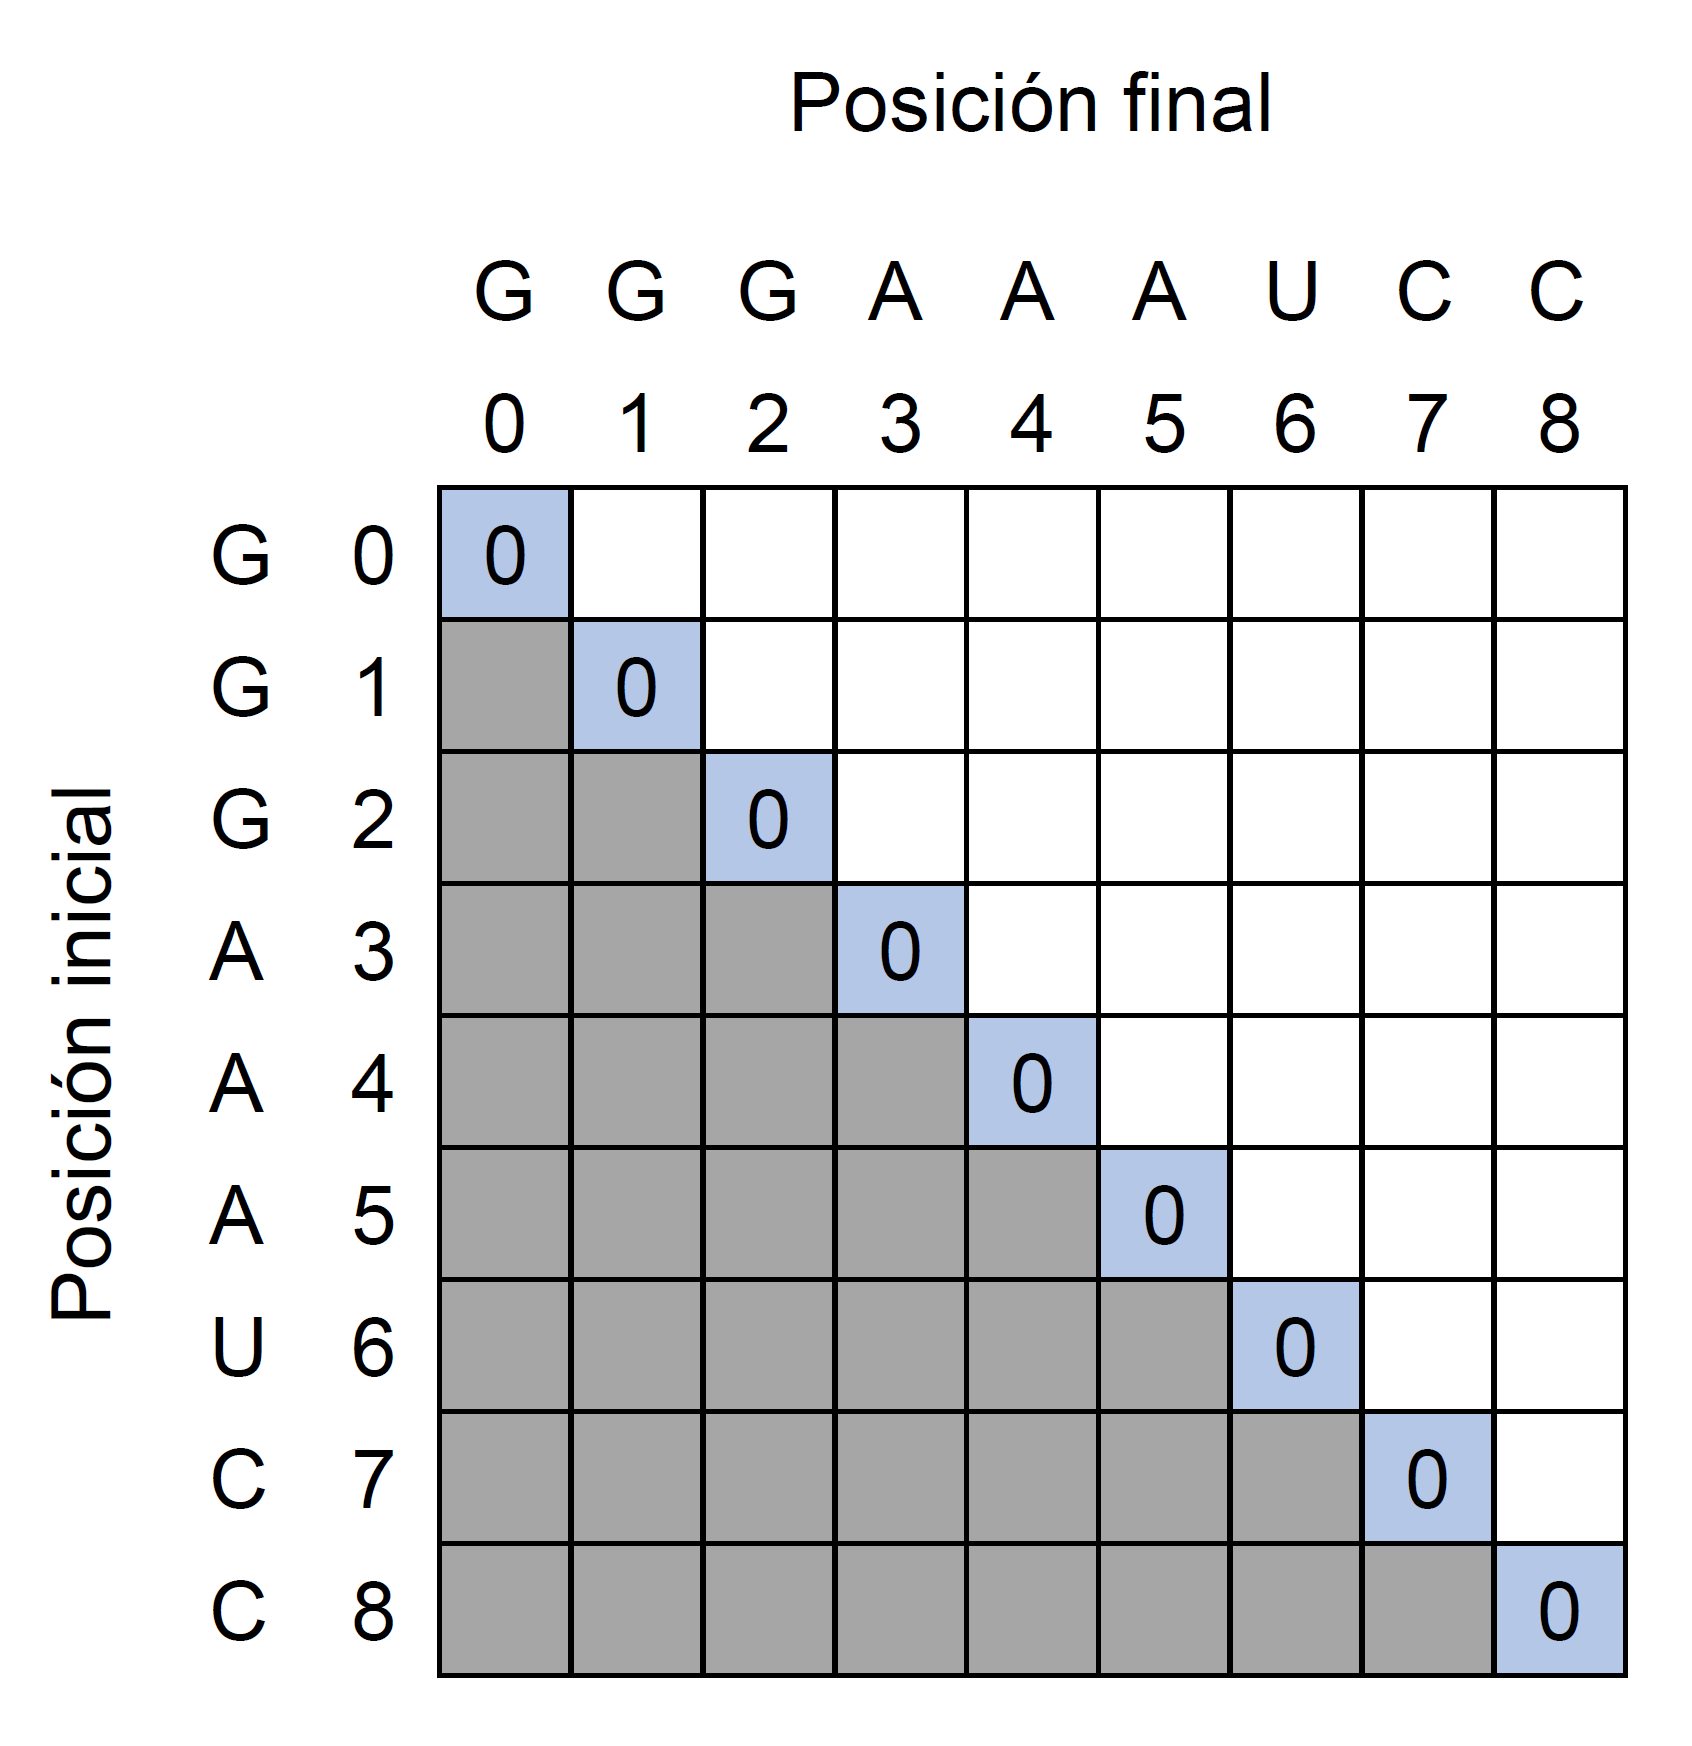 Posición final
G G G A A A U C C
0 1 2 3 4 5 6 7 8
Posición inicial
G 0 0
G 1 0
G 2 0
A 3 0
A 4 0
A 5 0
U 6 0
C 7 0
C 8 0